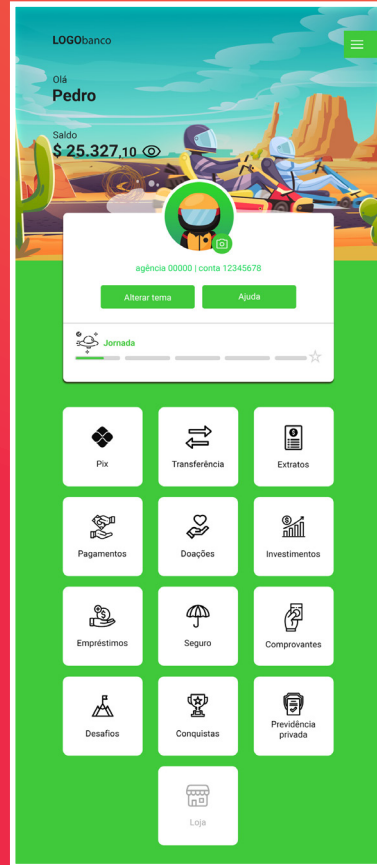 LOGObanco
Olá
Pedro
Saldo
$ 25.327,10
agência 00000 | conta 12345678
Alterar tema
Ajuda
Jornada
Pix
Transferência
Extratos
Pagamentos
Doações
Investimentos
Empréstimos
Seguro
Comprovantes
Desafios
Conquistas
Previdência
privada
Loja